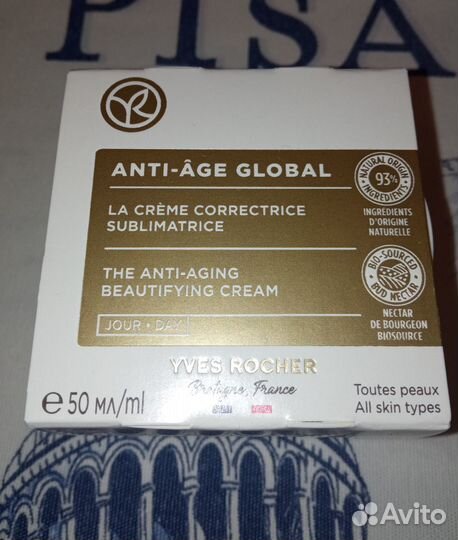 PISA
ANTI-ÂGE GLOBAL
LA CRÈME CORRECTRICE
SUBLIMATRICE
THE ANTI-AGING
BEAUTIFYING CREAM
JOUR • DAY
NATURAL ORIGIN
93%
INGREDIENTS
INGRÉDIENTS
D'ORIGINE
NATURELLE
BIO-SOURCED
BUD NECTAR
NECTAR
DE BOURGEON
BIOSOURCÉ
YVES ROCHER
Bretagne, France
e 50 МЛ/ml
Toutes peaux
All skin types
Avito